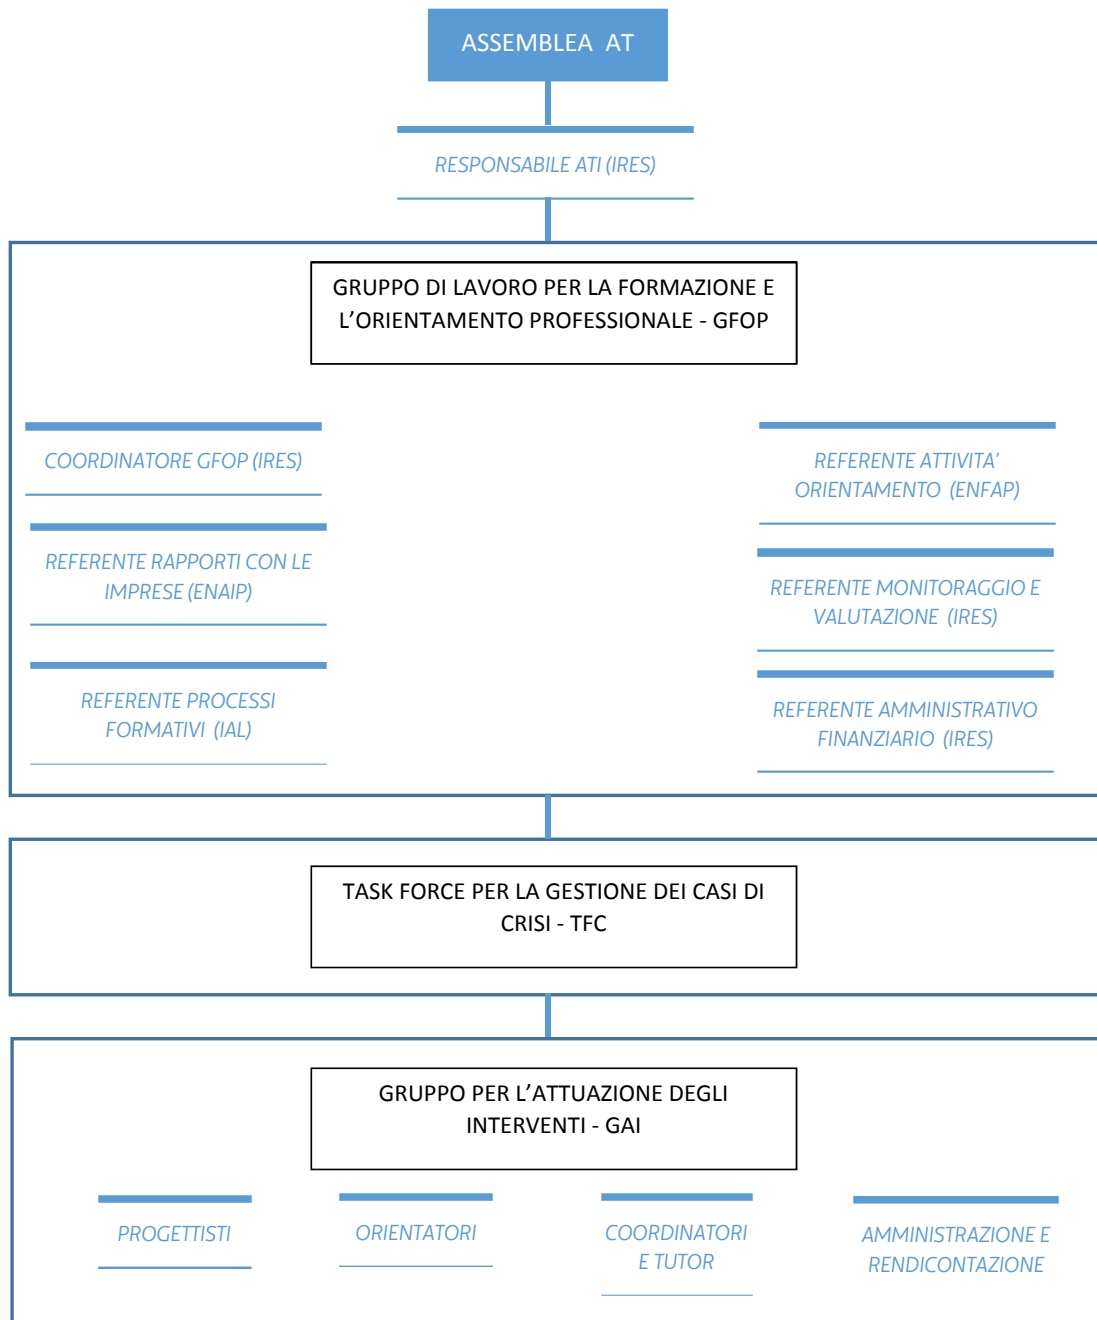 ASSEMBLEA AT
RESPONSABILE ATI (IRES)
GRUPPO DI LAVORO PER LA FORMAZIONE E
L’ORIENTAMENTO PROFESSIONALE - GFOP
COORDINATORE GFOP (IRES)
REFERENTE RAPPORTI CON LE
IMPRESE (ENAIP)
REFERENTE PROCESSI
FORMATIVI (IAL)
REFERENTE ATTIVITA’
ORIENTAMENTO (ENFAP)
REFERENTE MONITORAGGIO E
VALUTAZIONE (IRES)
REFERENTE AMMINISTRATIVO
FINANZIARIO (IRES)
TASK FORCE PER LA GESTIONE DEI CASI DI
CRISI - TFC
GRUPPO PER L’ATTUAZIONE DEGLI
INTERVENTI - GAI
PROGETTISTI
ORIENTATORI
COORDINATORI
E TUTOR
AMMINISTRAZIONE E
RENDICONTAZIONE